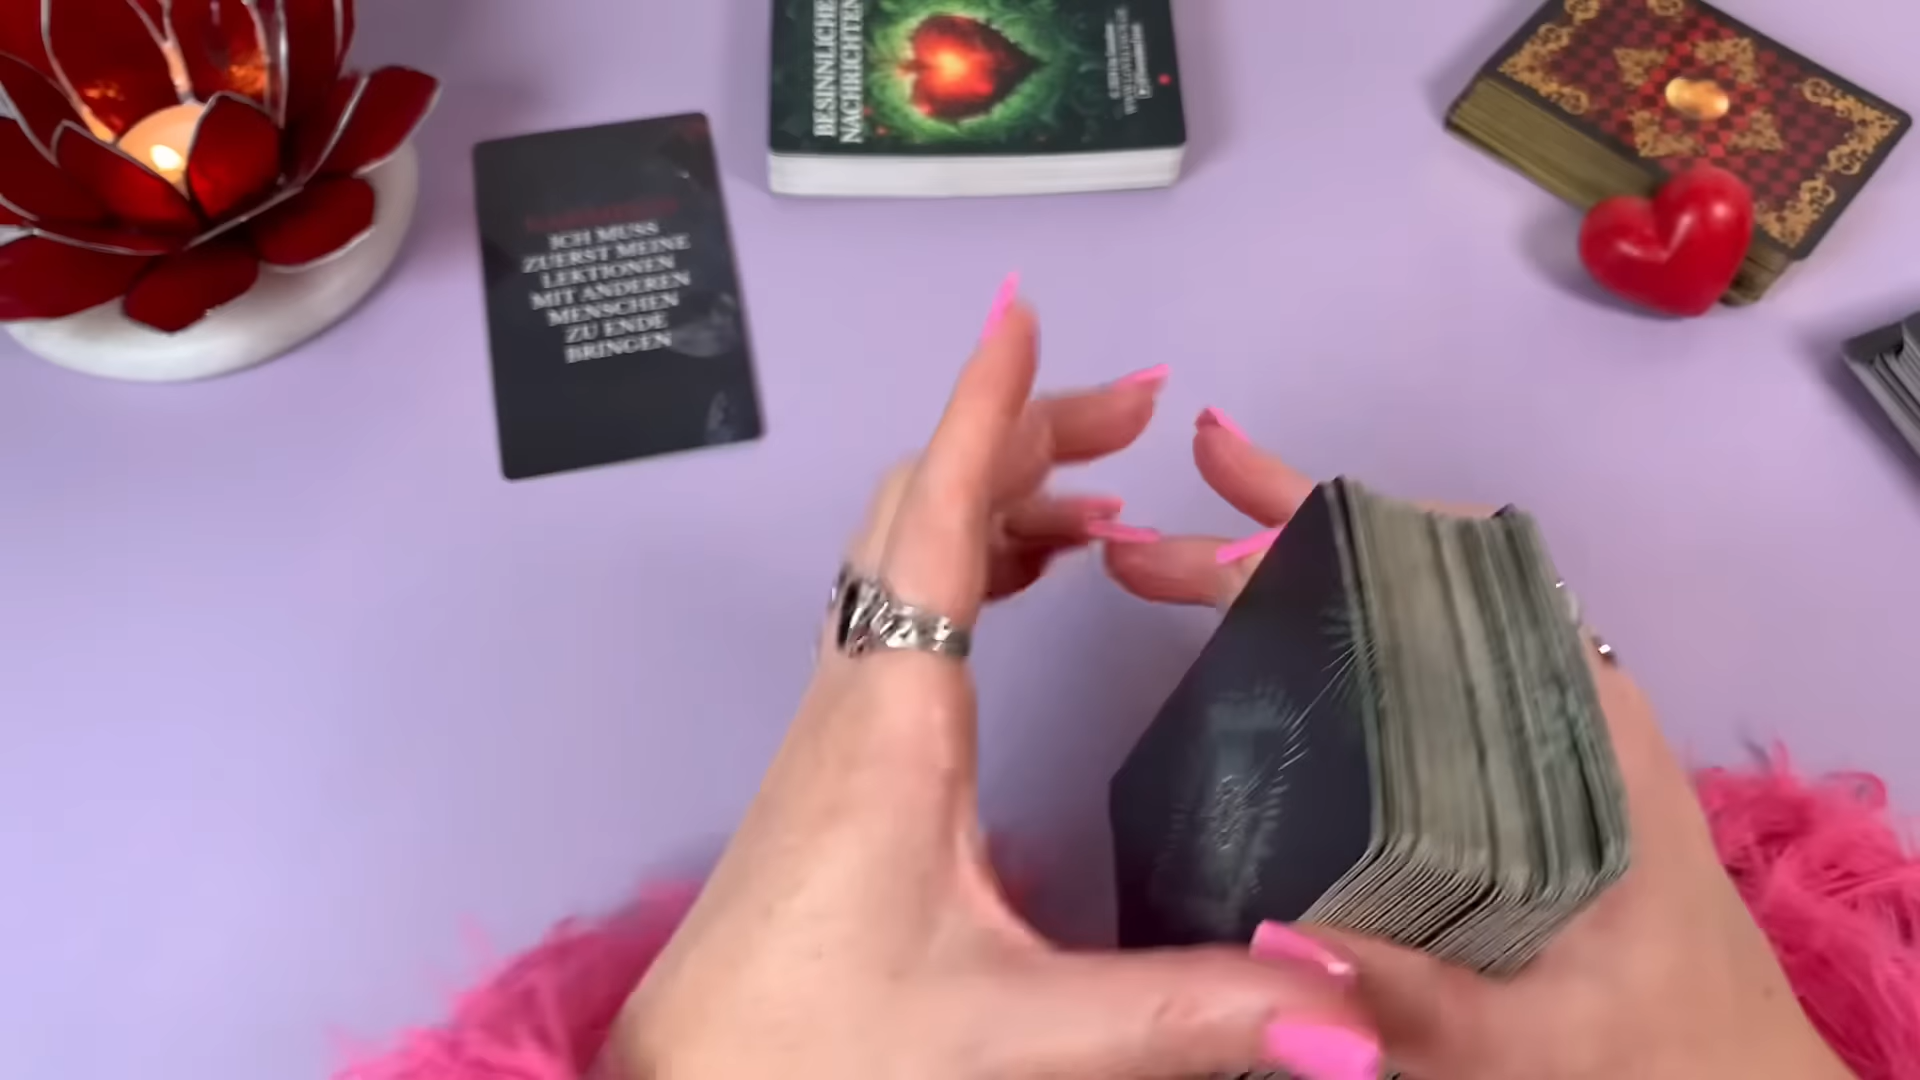 ICH MUSS
ZUERST MEINE
LEKTIONEN
MIT ANDEREN
MENSCHEN
ZU ENDE
BRINGEN
BESINNLICHE
NACHRICHTEN